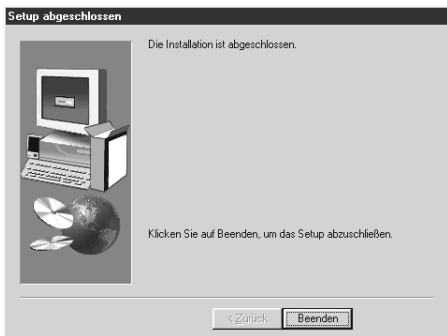 Setup abgeschlossen
Die Installation ist abgeschlossen.
Klicken Sie auf Beenden, um das Setup abzuschließen.
< Zurück
Beenden